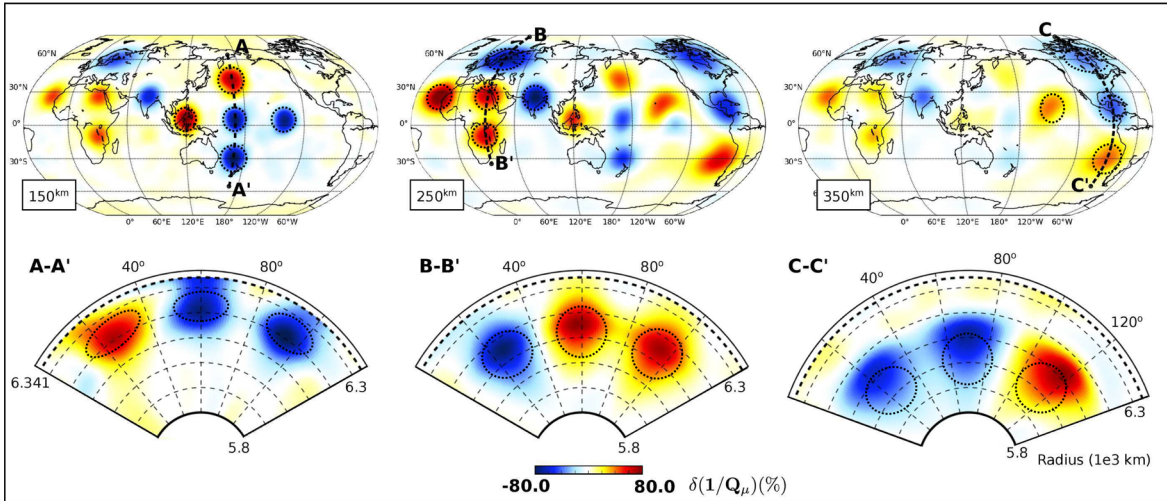 A B C
60°N 60°N 60°N
30°N 30°N 30°N
0° 0° 0°
30°S 30°S 30°S
A' B' C'
150km 250km 350km
0° 60°E 120°E 180° 120°W 60°W 0° 60°E 120°E 180° 120°W 60°W 0° 60°E 120°E 180° 120°W 60°W
A-A' 40° 80° B-B' 40° 80° C-C' 40° 80° 120°
6.341 6.3 6.3 6.3
5.8 5.8 5.8
Radius (1e3 km)
-80.0 80.0 δ(1/Qμ)(%)